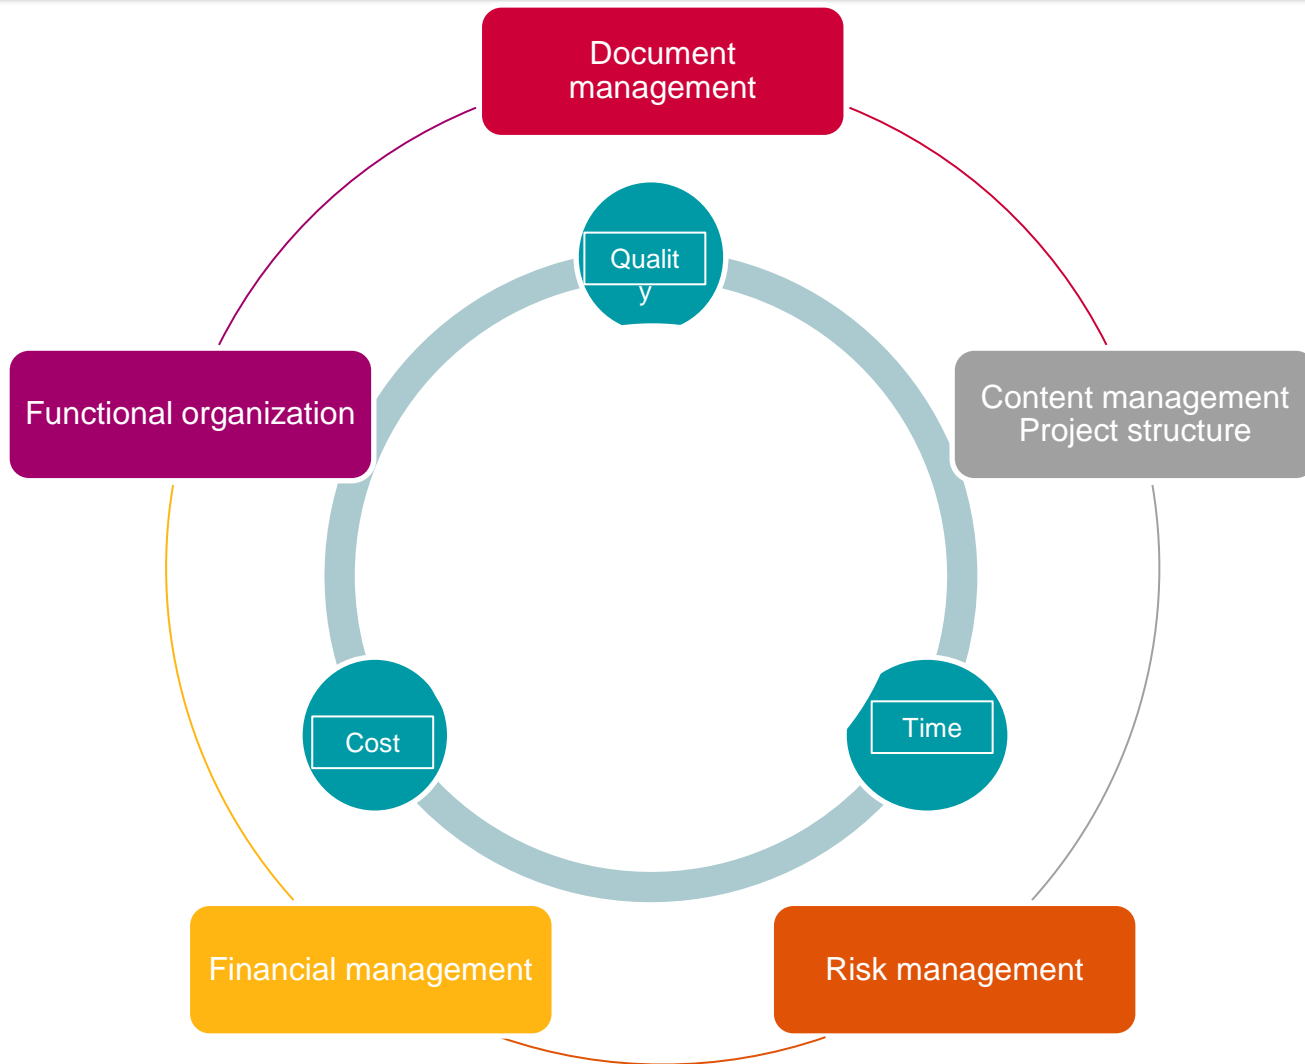 Document
management
Qualit
y
Functional organization
Content management
Project structure
Cost
Time
Financial management
Risk management